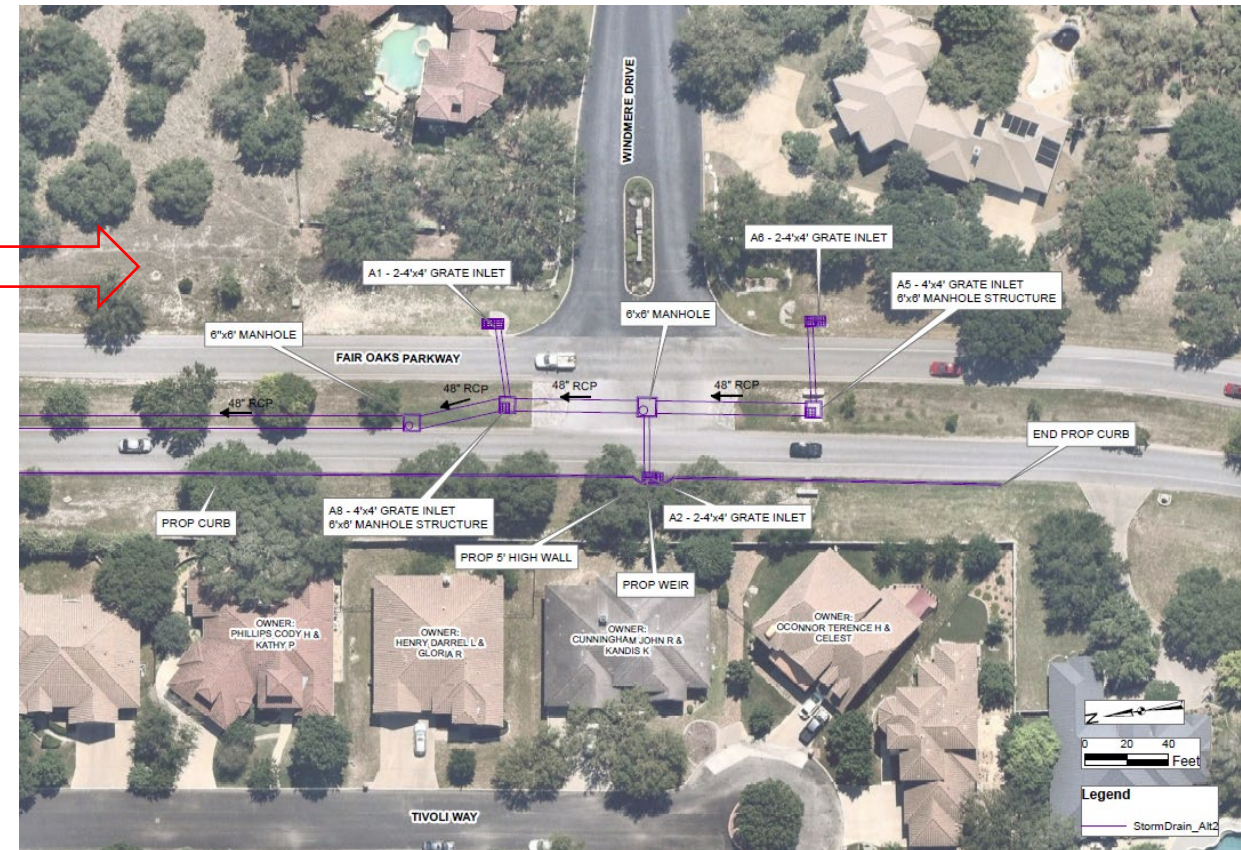 WINDMERE DRIVE
A6 - 2-4'x4' GRATE INLET
A1 - 2-4'x4' GRATE INLET
A5 - 4'x4' GRATE INLET
6'x6' MANHOLE STRUCTURE
6'x6' MANHOLE
6"x6' MANHOLE
FAIR OAKS PARKWAY
48" RCP
48" RCP
48" RCP
48" RCP
END PROP CURB
PROP CURB
A8 - 4'x4' GRATE INLET
6'x6' MANHOLE STRUCTURE
A2 - 2-4'x4' GRATE INLET
PROP 5' HIGH WALL
PROP WEIR
OWNER:
PHILLIPS CODY H &
KATHY P
OWNER:
HENRY DARREL L &
GLORIA R
OWNER:
CUNNINGHAM JOHN R &
KANDIS K
OWNER:
OCONNOR TERENCE H &
CELEST
N
0 20 40
Feet
Legend
StormDrain_Alt2
TIVOLI WAY